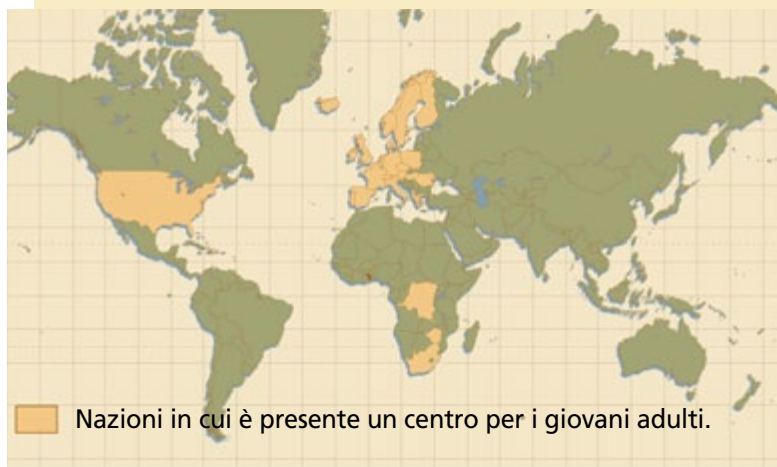 Nazioni in cui è presente un centro per i giovani adulti.